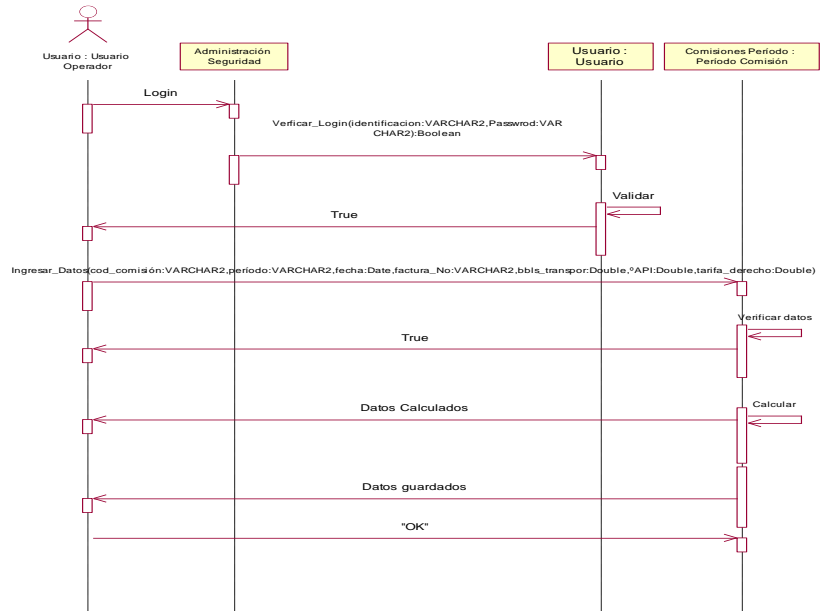 Usuario : Usuario
Operador
Administración
Seguridad
Usuario :
Usuario
Comisiones Período :
Período Comisión
Login
Verficar_Login(identificacion:VARCHAR2,Passwrod:VAR
CHAR2):Boolean
Validar
True
Ingresar_Datos(cod_comisión:VARCHAR2,período:VARCHAR2,fecha:Date,factura_No:VARCHAR2,bbls_transpor:Double,ºAPI:Double,tarifa_derecho:Double)
Verificar datos
True
Calcular
Datos Calculados
Datos guardados
"OK"